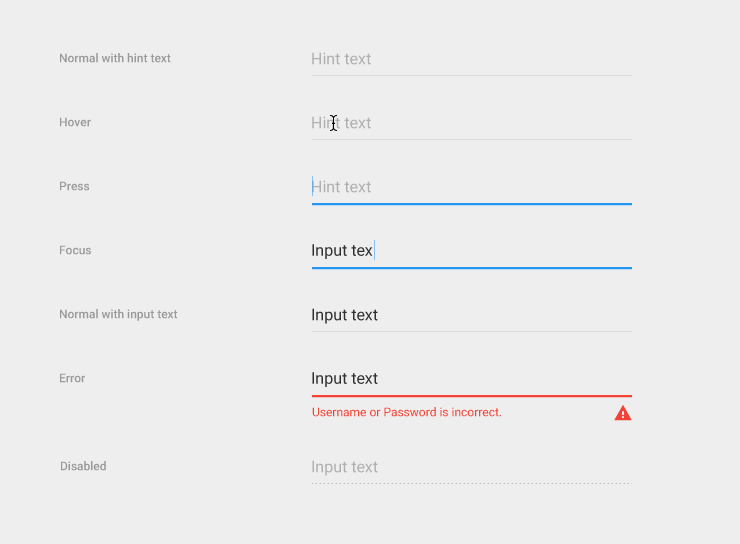 Normal with hint text Hint text
Hover Hint text
Press Hint text
Focus Input tex
Normal with input text Input text
Error Input text
Username or Password is incorrect.
Disabled Input text